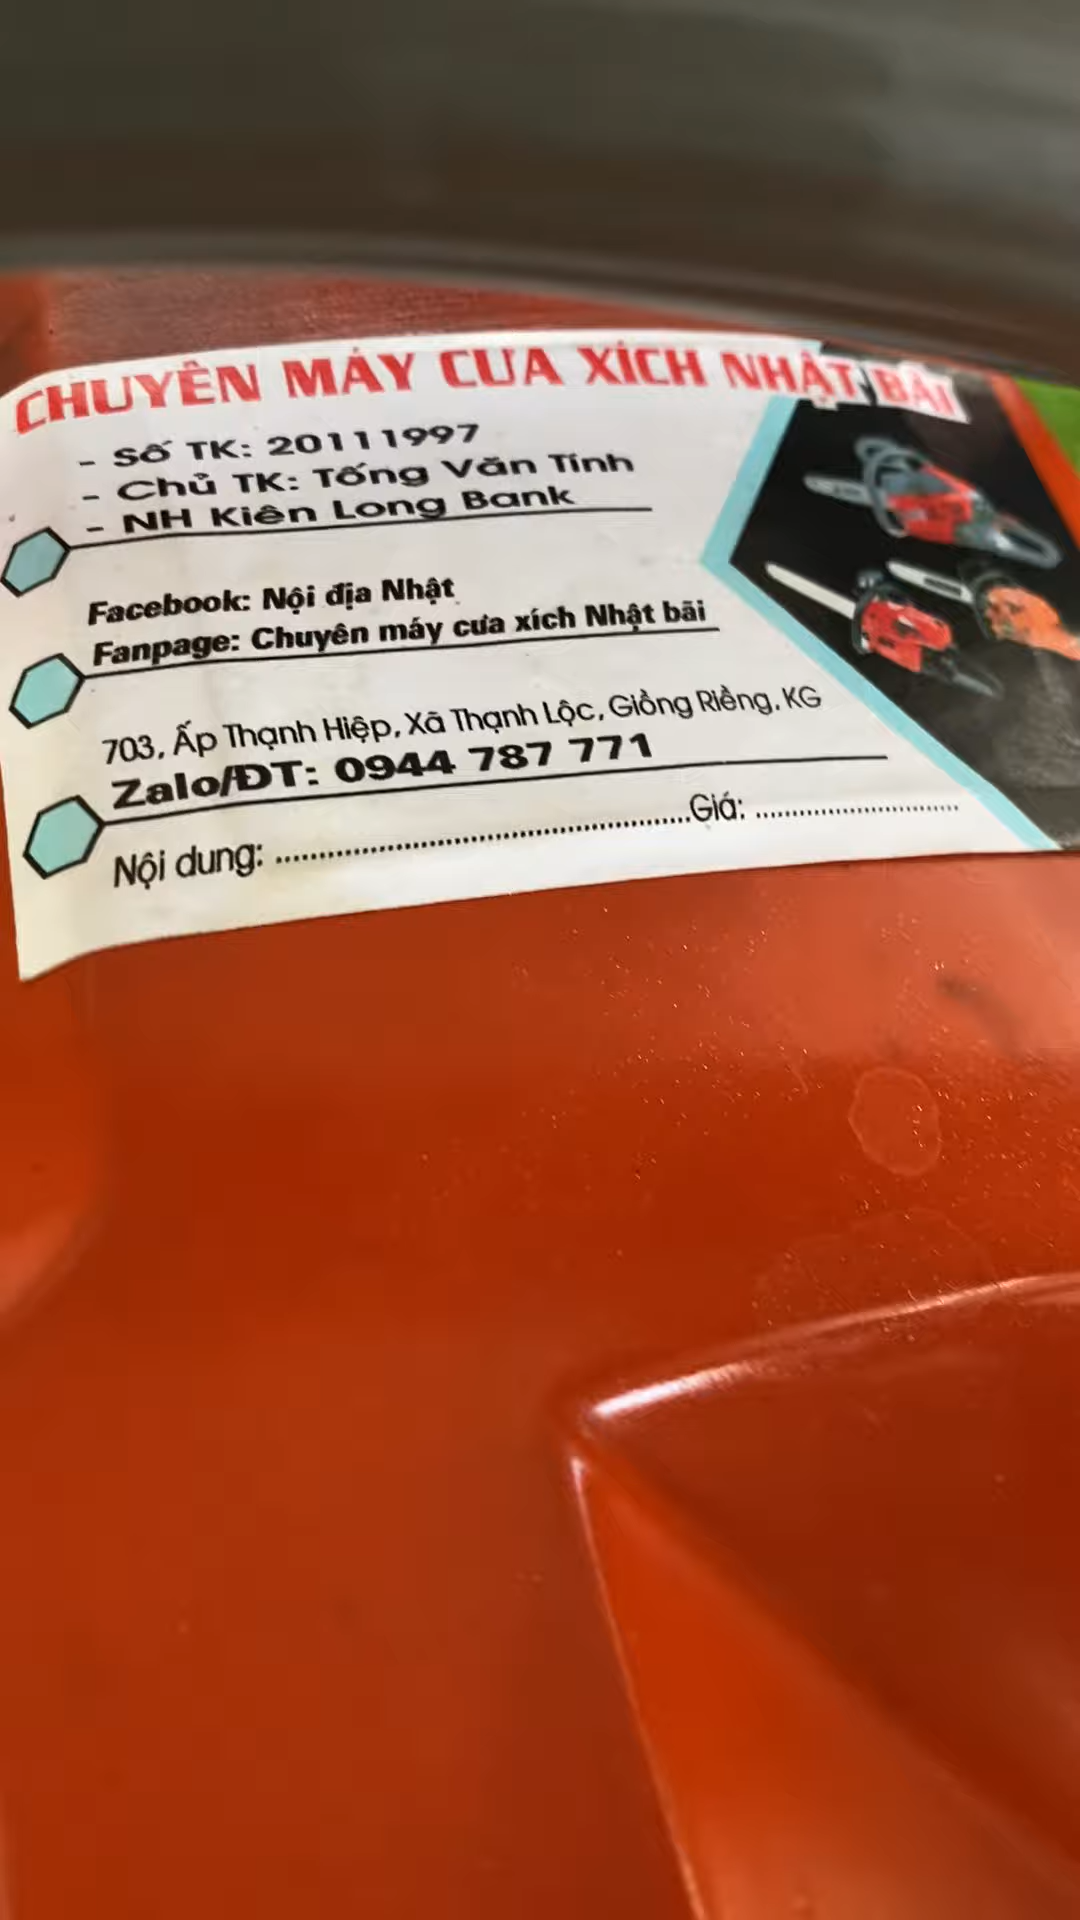 CHUYÊN MÁY CƯA XÍCH NHẬT BÃI
- Số TK: 20111997
- Chủ TK: Tống Văn Tính
- NH Kiên Long Bank
Facebook: Nội địa Nhật
Fanpage: Chuyên máy cưa xích Nhật bãi
703, Ấp Thạnh Hiệp, Xã Thạnh Lộc, Giồng Riềng, KG
Zalo/ĐT: 0944 787 771
Nội dung: ........................................Giá: ........................